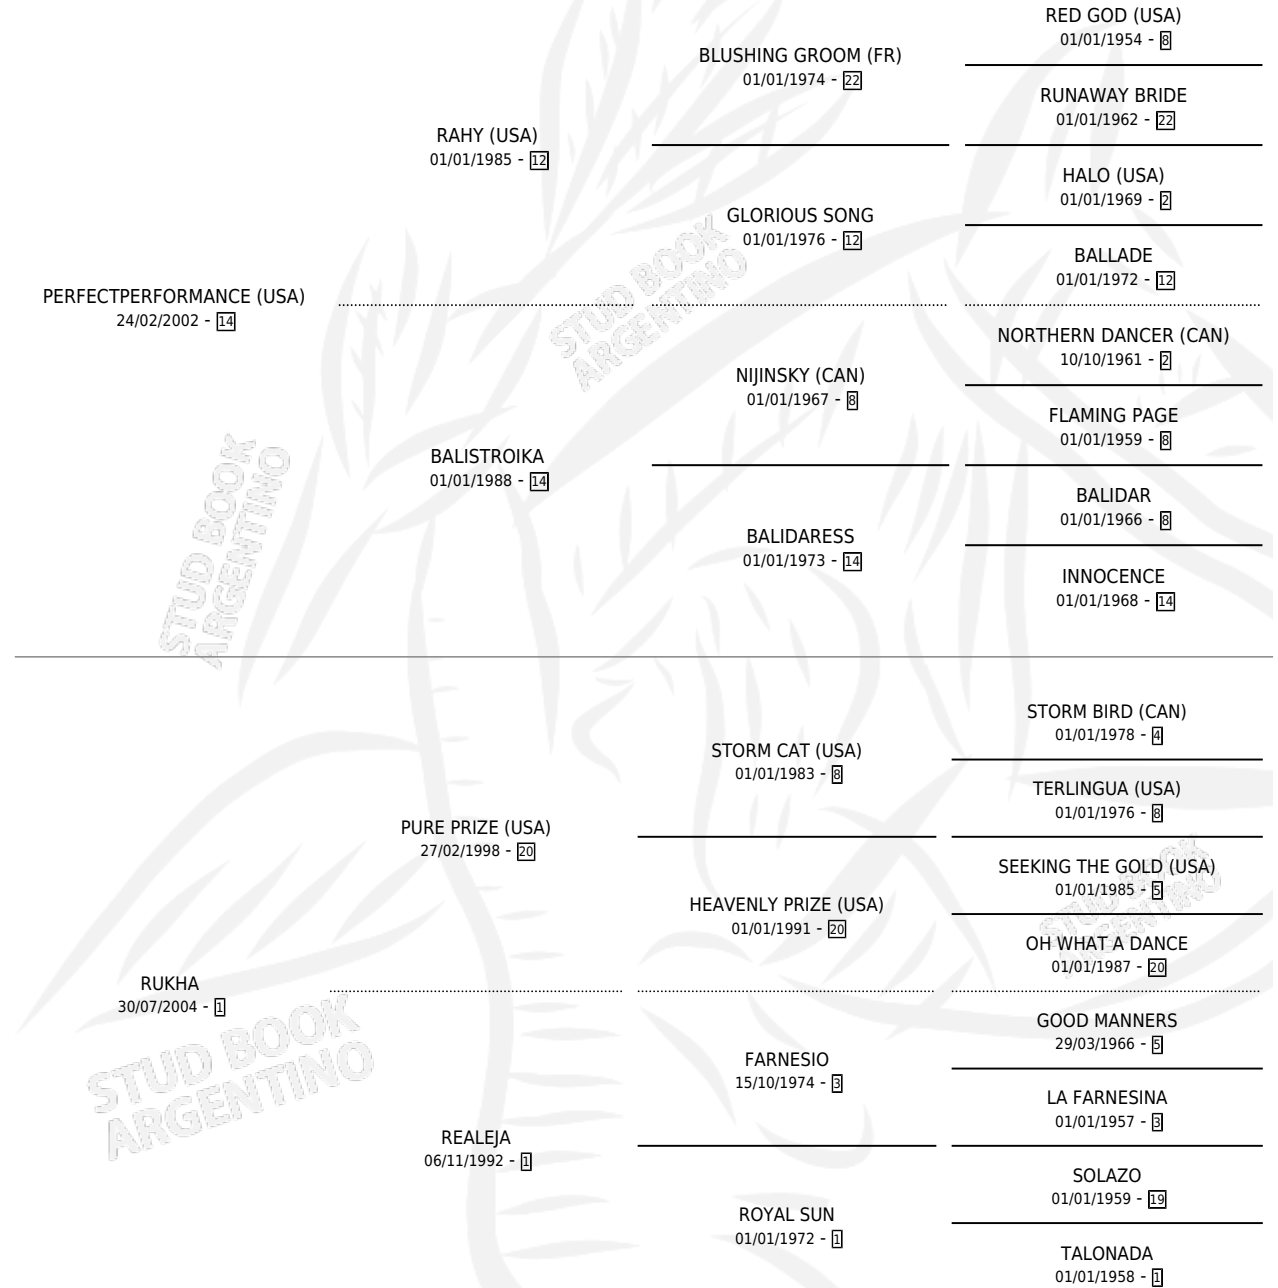 RED GOD (USA)
01/01/1954 - 8
BLUSHING GROOM (FR)
01/01/1974 - 22
RUNAWAY BRIDE
01/01/1962 - 22
RAHY (USA)
01/01/1985 - 12
HALO (USA)
01/01/1969 - 2
GLORIOUS SONG
01/01/1976 - 12
BALLADE
01/01/1972 - 12
PERFECTPERFORMANCE (USA)
24/02/2002 - 14
STUD BOOK
ARGENTINO
NORTHERN DANCER (CAN)
10/10/1961 - 2
NIJINSKY (CAN)
01/01/1967 - 8
FLAMING PAGE
01/01/1959 - 8
BALISTROIKA
01/01/1988 - 14
BALIDAR
01/01/1966 - 8
BALIDARESS
01/01/1973 - 14
INNOCENCE
01/01/1968 - 14
STUD BOOK
ARGENTINO
STORM BIRD (CAN)
01/01/1978 - 4
STORM CAT (USA)
01/01/1983 - 8
TERLINGUA (USA)
01/01/1976 - 8
PURE PRIZE (USA)
27/02/1998 - 20
SEEKING THE GOLD (USA)
01/01/1985 - 5
HEAVENLY PRIZE (USA)
01/01/1991 - 20
OH WHAT A DANCE
01/01/1987 - 20
STUD BOOK
ARGENTINO
RUKHA
30/07/2004 - 1
GOOD MANNERS
29/03/1966 - 5
FARNESIO
15/10/1974 - 3
LA FARNESINA
01/01/1957 - 3
STUD BOOK
ARGENTINO
REALEJA
06/11/1992 - 1
SOLAZO
01/01/1959 - 19
ROYAL SUN
01/01/1972 - 1
TALONADA
01/01/1958 - 1